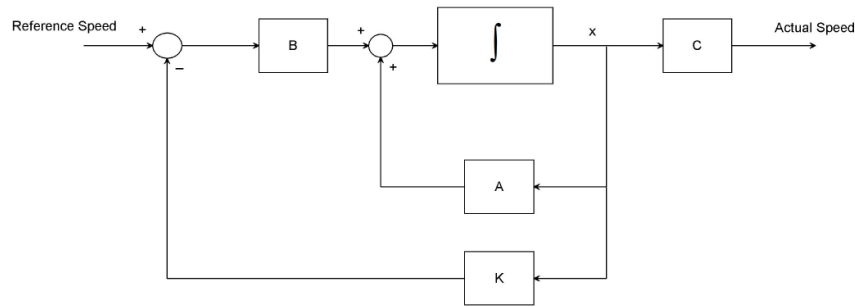 Reference Speed
+
−
B
+
+
∫
x
C
Actual Speed
A
K